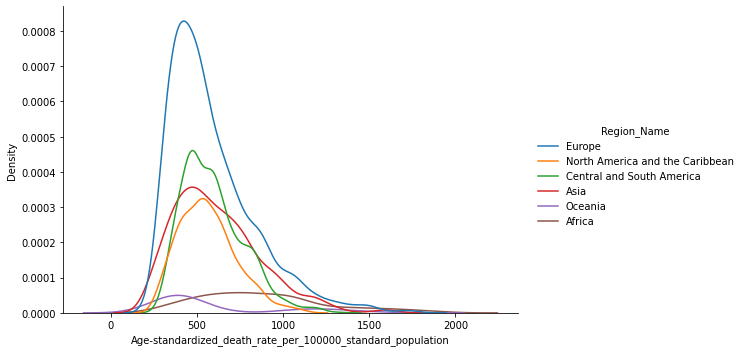 0.0008
0.0007
0.0006
0.0005
0.0004
0.0003
0.0002
0.0001
0.0000
Density
0
500
1000
1500
2000
Age-standardized_death_rate_per_100000_standard_population
Region_Name
Europe
North America and the Caribbean
Central and South America
Asia
Oceania
Africa